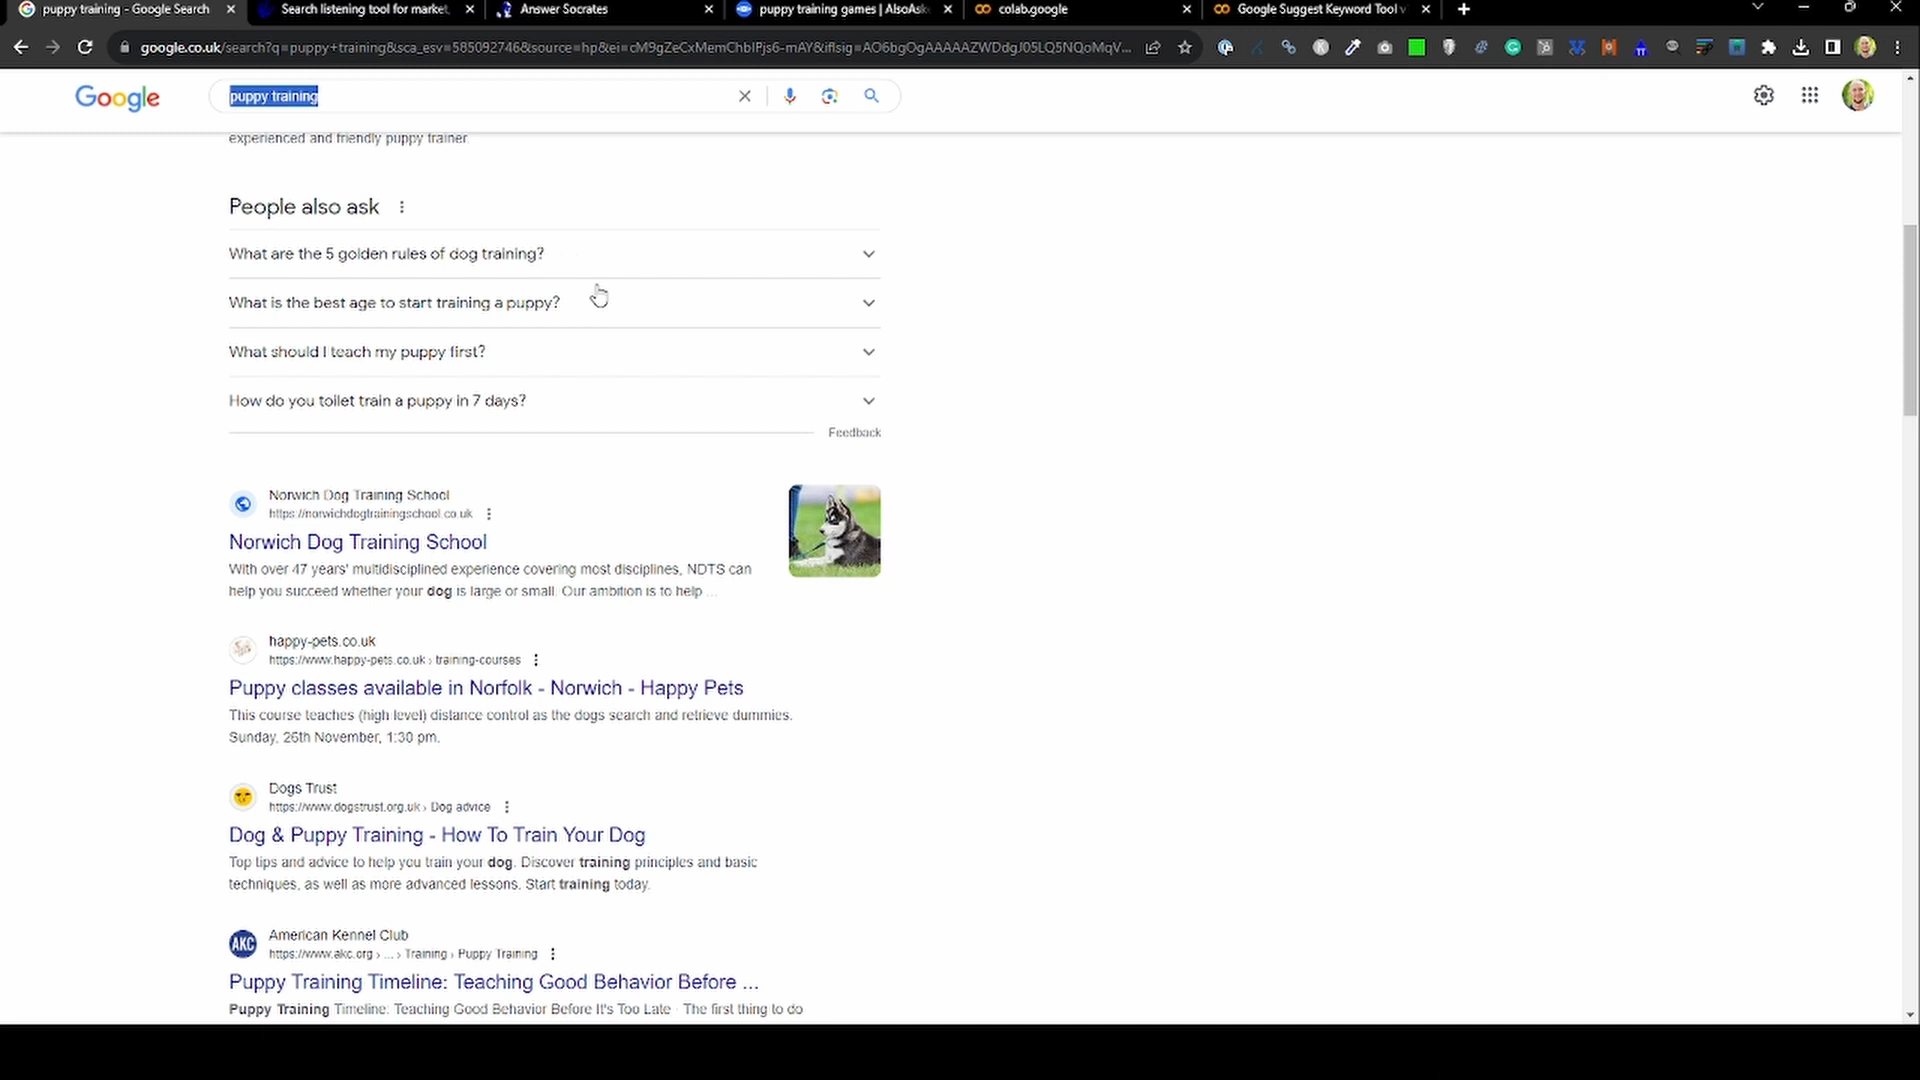 puppy training - Google Search
Search listening tool for market,
Answer Socrates
puppy training games | AlsoAsk
colab.google
Google Suggest Keyword Tool v
google.co.uk/search?q=puppy+training&sca_esv=585092746&source=hp&ei=cM9gZeCxMemChbIPjs6-mAY&iflsig=AO6bgOgAAAAAZWDdgJ05LQ5NQoMqV...
Google
puppy training
experienced and friendly puppy trainer.
People also ask
What are the 5 golden rules of dog training?
What is the best age to start training a puppy?
What should I teach my puppy first?
How do you toilet train a puppy in 7 days?
Feedback
Norwich Dog Training School
https://norwichdogtrainingschool.co.uk
Norwich Dog Training School
With over 47 years' multidisciplined experience covering most disciplines, NDTS can
help you succeed whether your dog is large or small. Our ambition is to help ...
happy-pets.co.uk
https://www.happy-pets.co.uk › training-courses
Puppy classes available in Norfolk - Norwich - Happy Pets
This course teaches (high level) distance control as the dogs search and retrieve dummies.
Sunday, 26th November, 1:30 pm.
Dogs Trust
https://www.dogstrust.org.uk › Dog advice
Dog & Puppy Training - How To Train Your Dog
Top tips and advice to help you train your dog. Discover training principles and basic
techniques, as well as more advanced lessons. Start training today.
AKC
American Kennel Club
https://www.akc.org › ... › Training › Puppy Training
Puppy Training Timeline: Teaching Good Behavior Before ...
Puppy Training Timeline: Teaching Good Behavior Before It's Too Late · The first thing to do